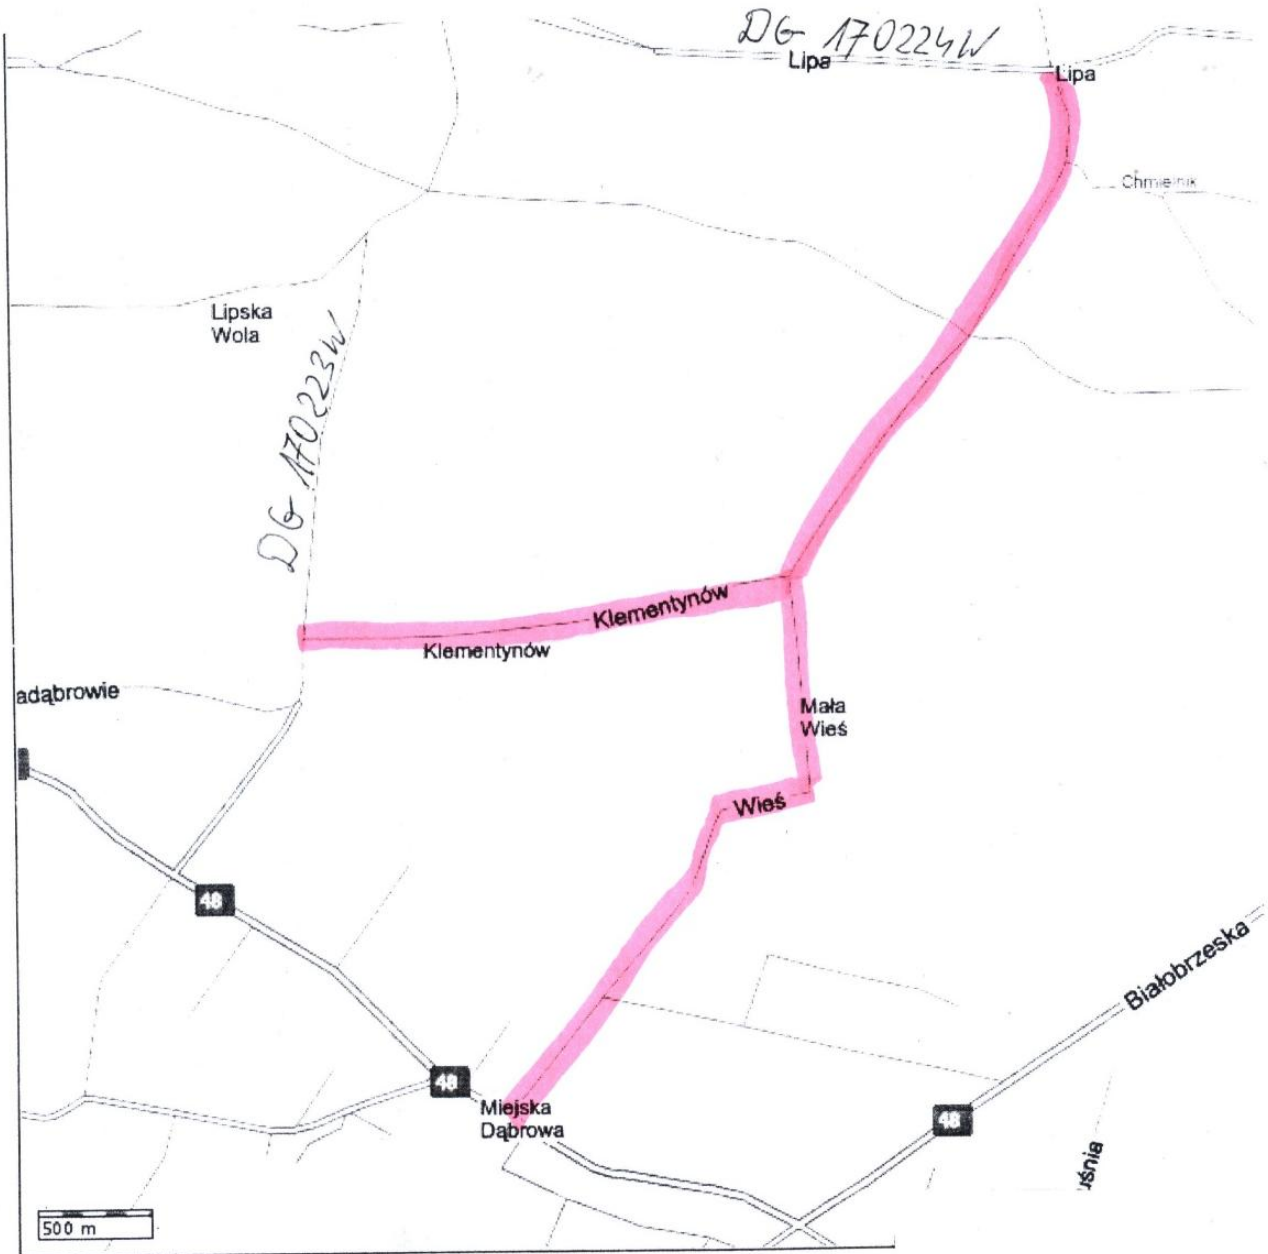 DG 170224W
Lipa
Lipa
Chmielnik
Lipska
Wola
DG 170223W
Klementynów
Klementynów
adąbrowie
Mała
Wieś
Wieś
48
Białobrzeska
48
Miejska
Dąbrowa
48
uśnia
500 m